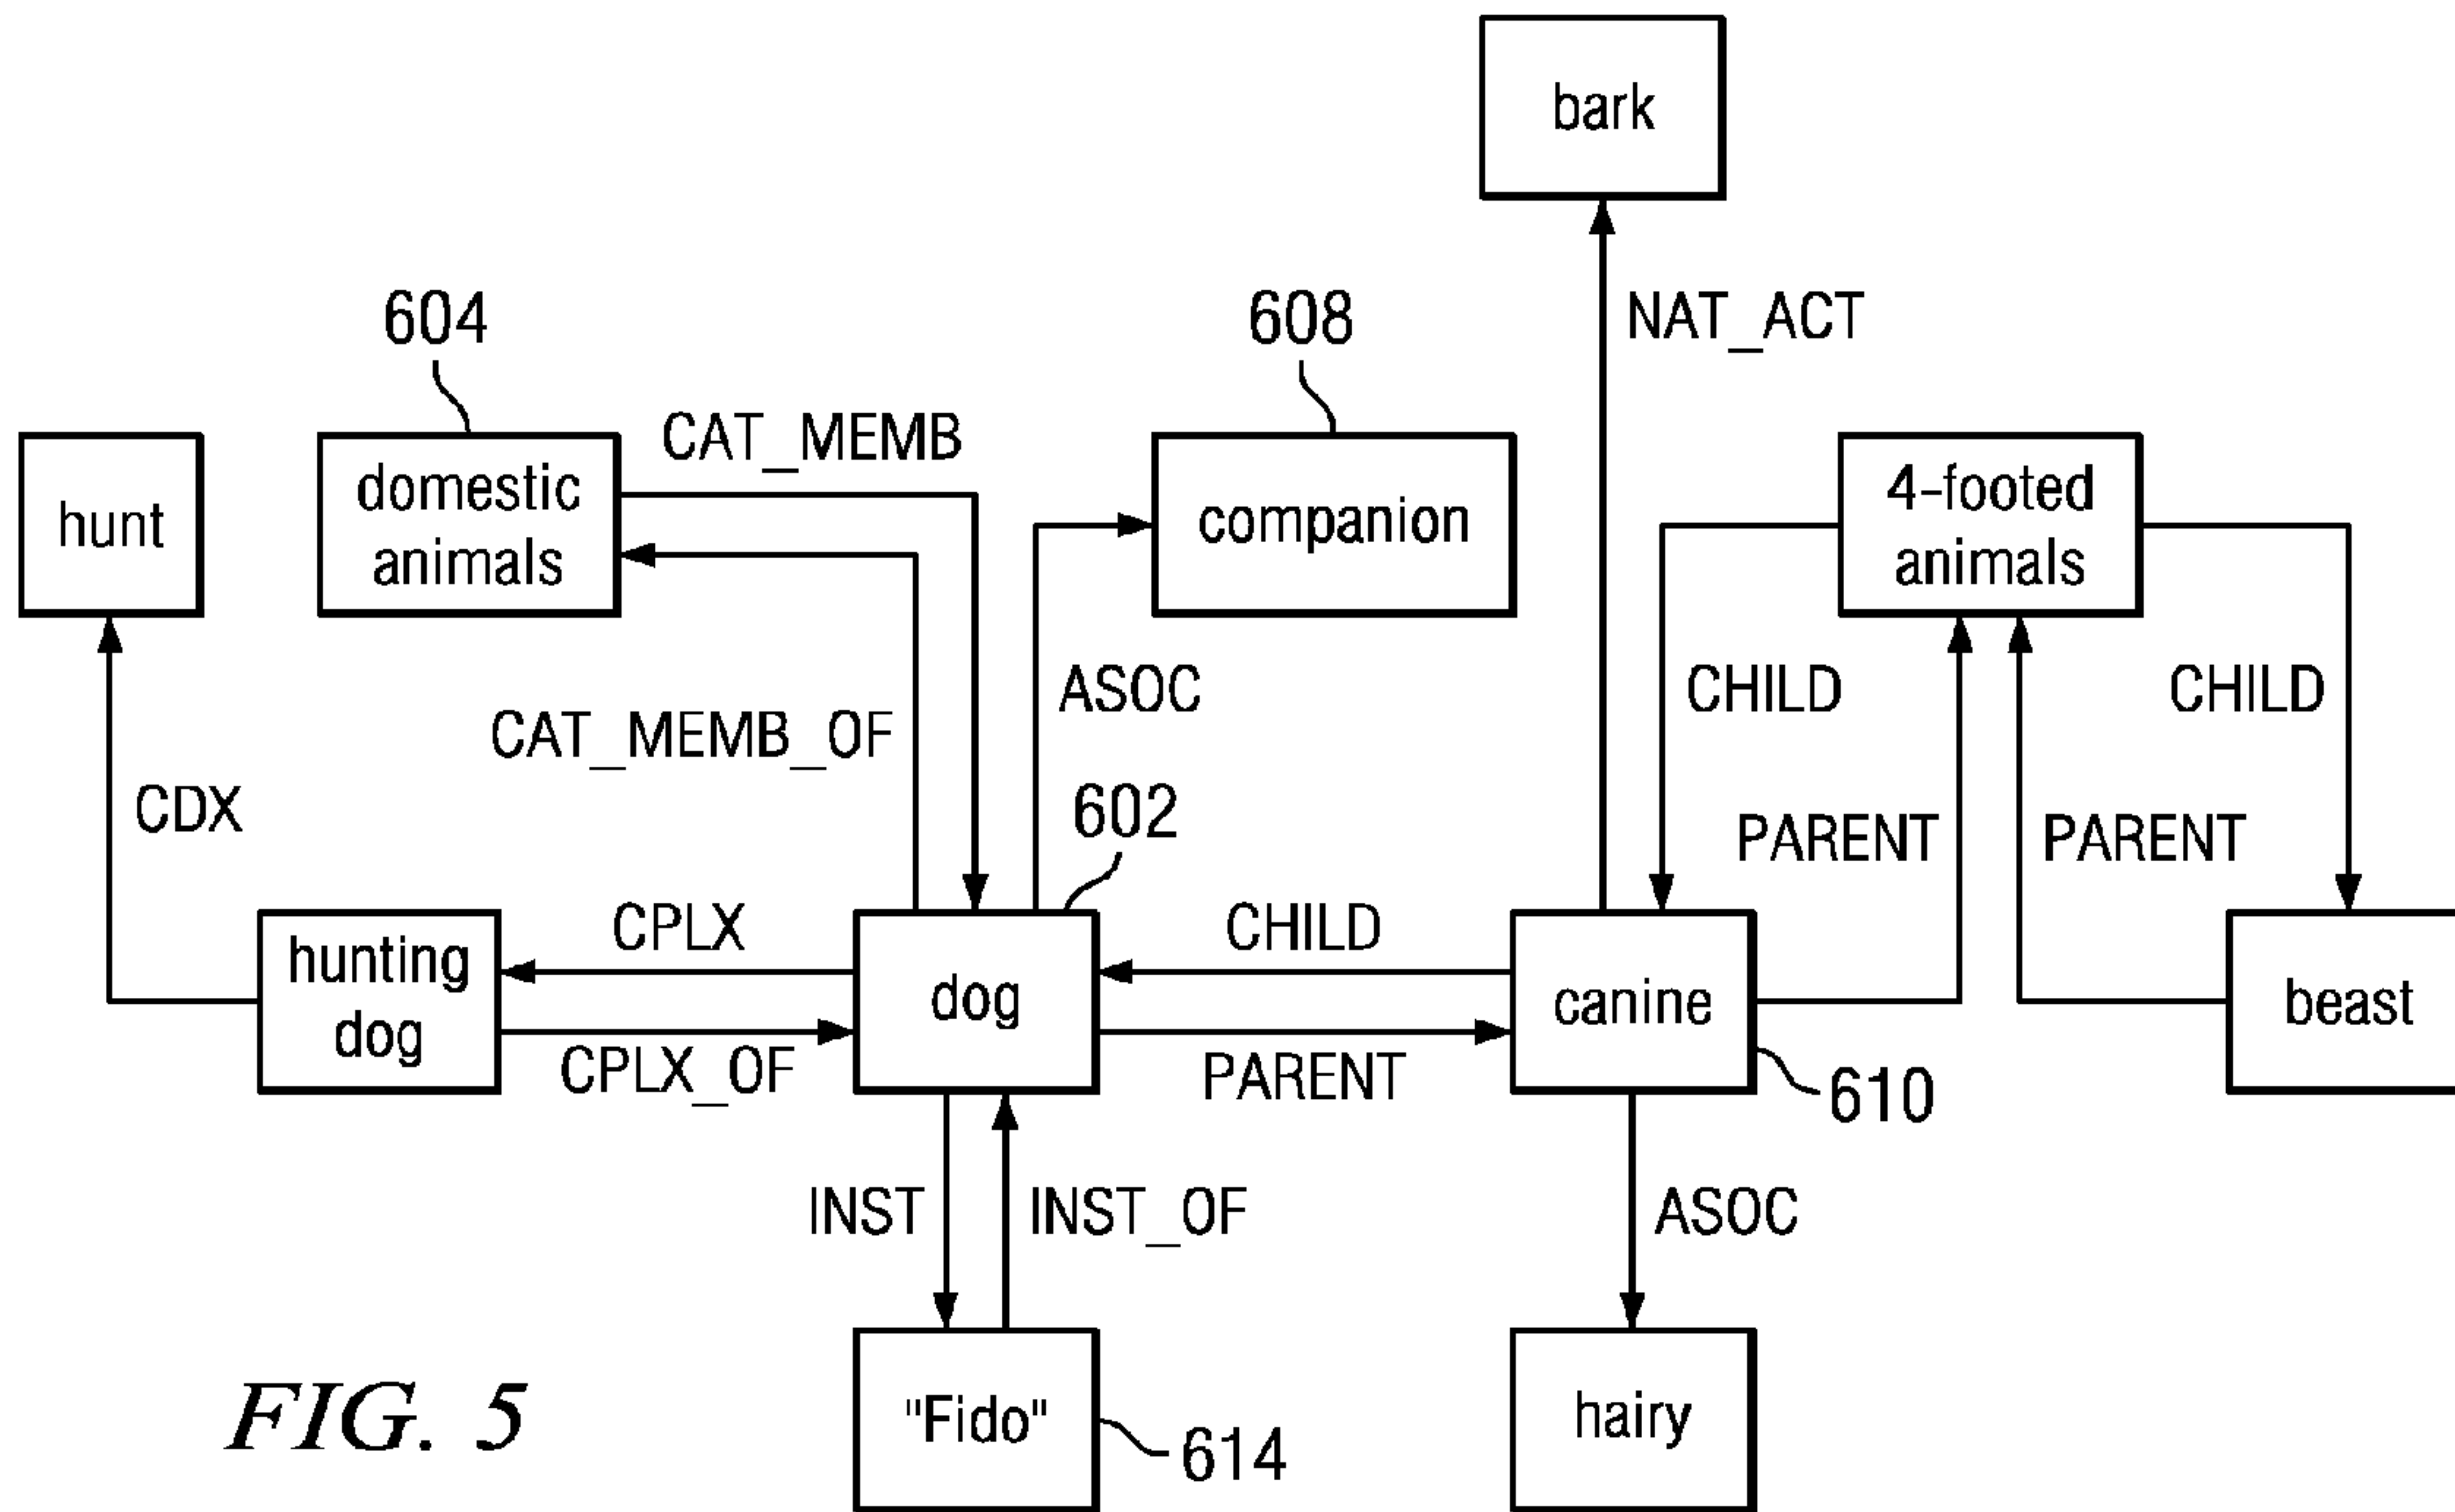 bark
604
608
NAT_ACT
CAT_MEMB
hunt
domestic
animals
companion
4-footed
animals
ASOC
CHILD
CHILD
CAT_MEMB_OF
CDX
602
PARENT
PARENT
hunting
dog
CPLX
CPLX_OF
dog
CHILD
PARENT
canine
beast
610
INST
INST_OF
ASOC
FIG. 5
"Fido"
614
hairy